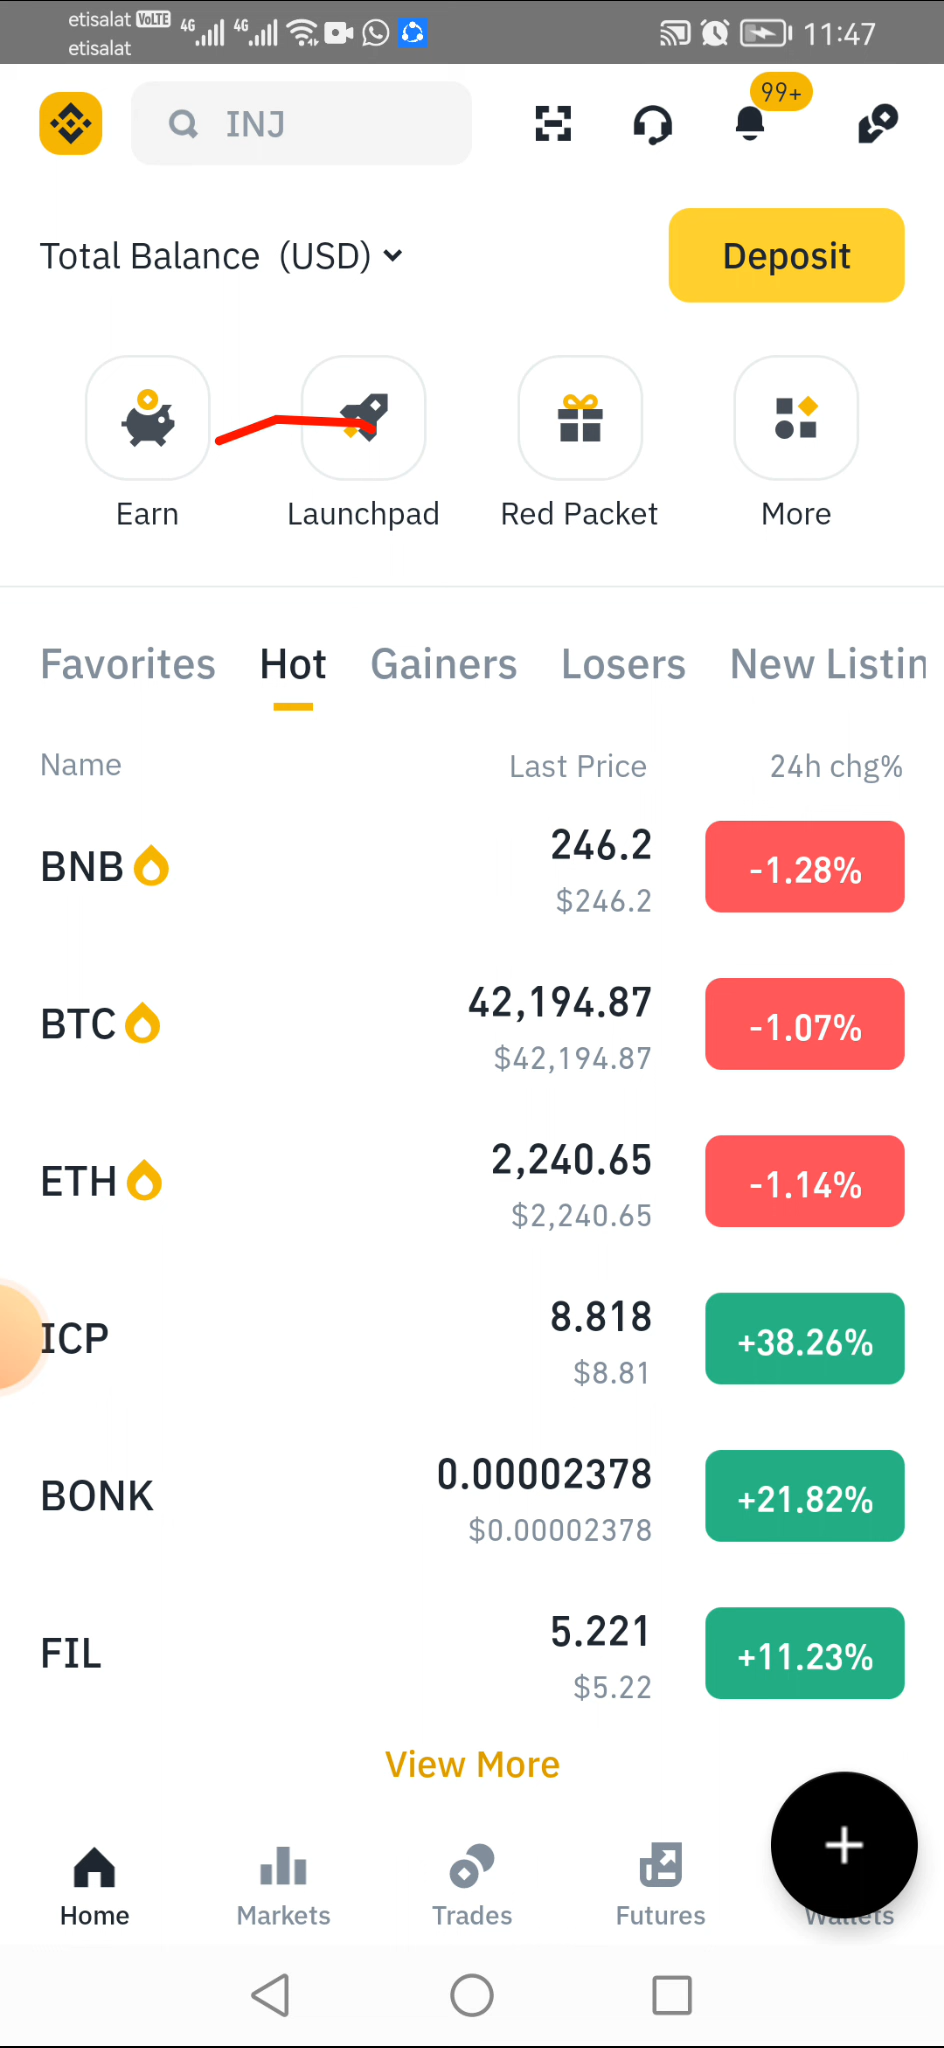 etisalat VoLTE 4G 4G 11:47
etisalat
INJ
99+
Total Balance (USD)
Deposit
Earn Launchpad Red Packet More
Favorites Hot Gainers Losers New Listin
Name Last Price 24h chg%
BNB 246.2 -1.28%
$246.2
BTC 42,194.87 -1.07%
$42,194.87
ETH 2,240.65 -1.14%
$2,240.65
ICP 8.818 +38.26%
$8.81
BONK 0.00002378 +21.82%
$0.00002378
FIL 5.221 +11.23%
$5.22
View More
+
Home Markets Trades Futures Wallets